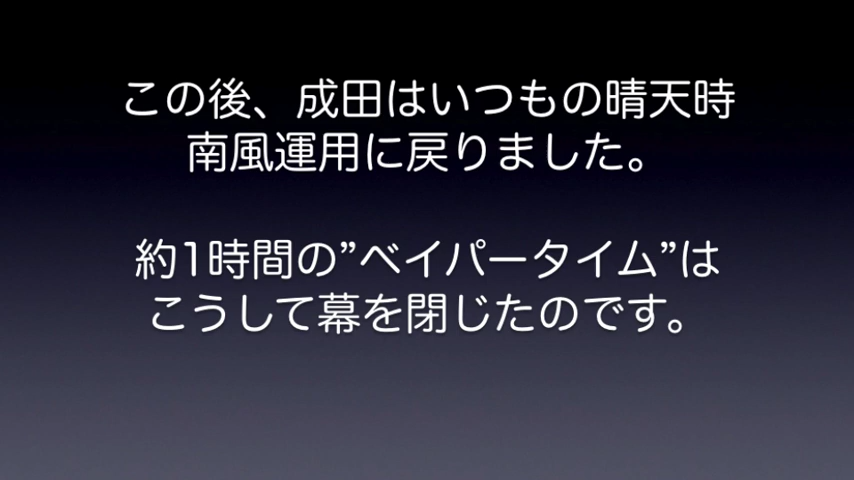 この後、成田はいつもの晴天時
南風運用に戻りました。
約1時間の”ベイパータイム”は
こうして幕を閉じたのです。